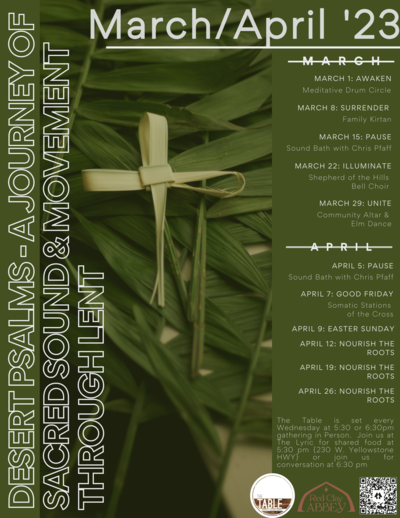 March/April '23
DESERT PSALMS - A JOURNEY OF
SACRED SOUND & MOVEMENT
THROUGH LENT
MARCH
MARCH 1: AWAKEN
Meditative Drum Circle
MARCH 8: SURRENDER
Family Kirtan
MARCH 15: PAUSE
Sound Bath with Chris Pfaff
MARCH 22: ILLUMINATE
Shepherd of the Hills
Bell Choir
MARCH 29: UNITE
Community Altar &
Elm Dance
APRIL
APRIL 5: PAUSE
Sound Bath with Chris Pfaff
APRIL 7: GOOD FRIDAY
Somatic Stations
of the Cross
APRIL 9: EASTER SUNDAY
APRIL 12: NOURISH THE
ROOTS
APRIL 19: NOURISH THE
ROOTS
APRIL 26: NOURISH THE
ROOTS
The Table is set every
Wednesday at 5:30 or 6:30pm
gathering in Person. Join us at
The Lyric for shared food at
5:30 pm (230 W. Yellowstone
HWY) or join us for
conversation at 6:30 pm
TABLE
Red Clay
ABBEY